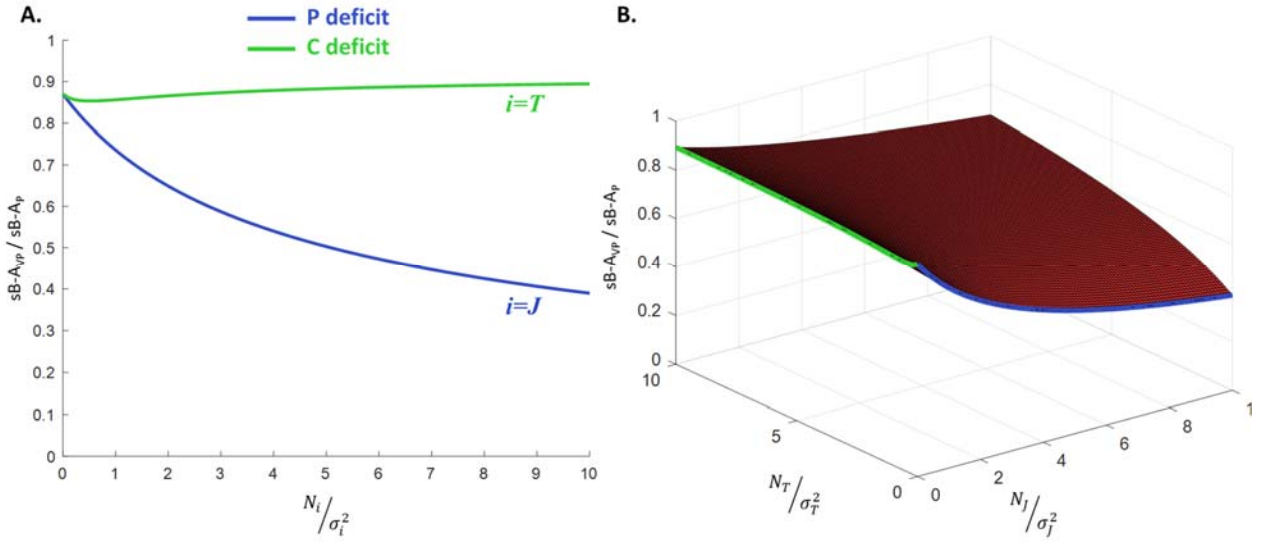 A.
P deficit
C deficit
sB-A_VP / sB-A_P
1
0.9
0.8
0.7
0.6
0.5
0.4
0.3
0.2
0.1
0
i=T
i=J
0 1 2 3 4 5 6 7 8 9 10
N_i/σ_i^2
B.
sB-A_VP / sB-A_P
1
0.8
0.6
0.4
0.2
0
10
5
0
0
2
4
6
8
1
N_T/σ_T^2
N_J/σ_J^2